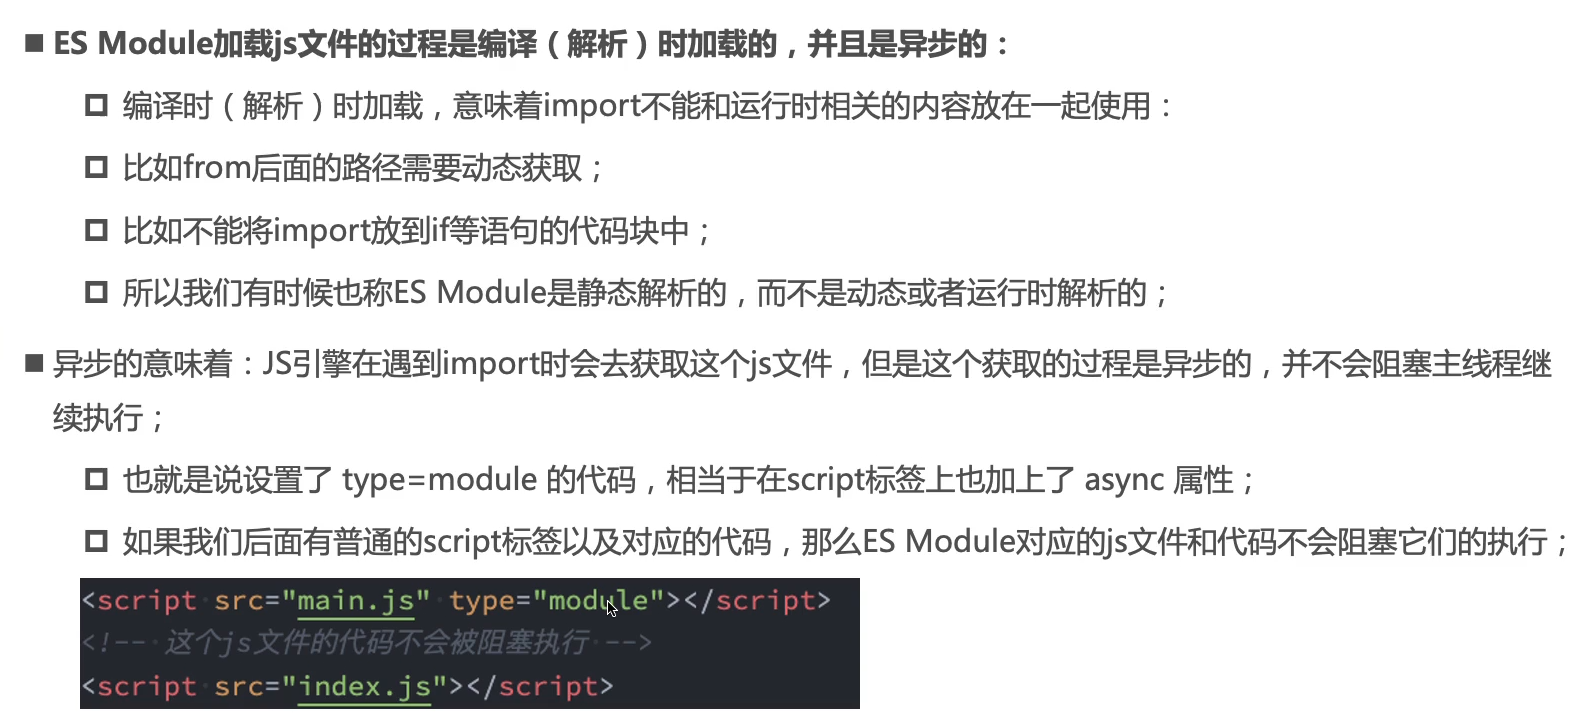 ES Module加载js文件的过程是编译（解析）时加载的，并且是异步的：
编译时（解析）时加载，意味着import不能和运行时相关的内容放在一起使用：
比如from后面的路径需要动态获取；
比如不能将import放到if等语句的代码块中；
所以我们有时候也称ES Module是静态解析的，而不是动态或者运行时解析的；
异步的意味着：JS引擎在遇到import时会去获取这个js文件，但是这个获取的过程是异步的，并不会阻塞主线程继
续执行；
也就是说设置了 type=module 的代码，相当于在script标签上也加上了 async 属性；
如果我们后面有普通的script标签以及对应的代码，那么ES Module对应的js文件和代码不会阻塞它们的执行；
<script src="main.js" type="module"></script>
<!-- 这个js文件的代码不会被阻塞执行 -->
<script src="index.js"></script>